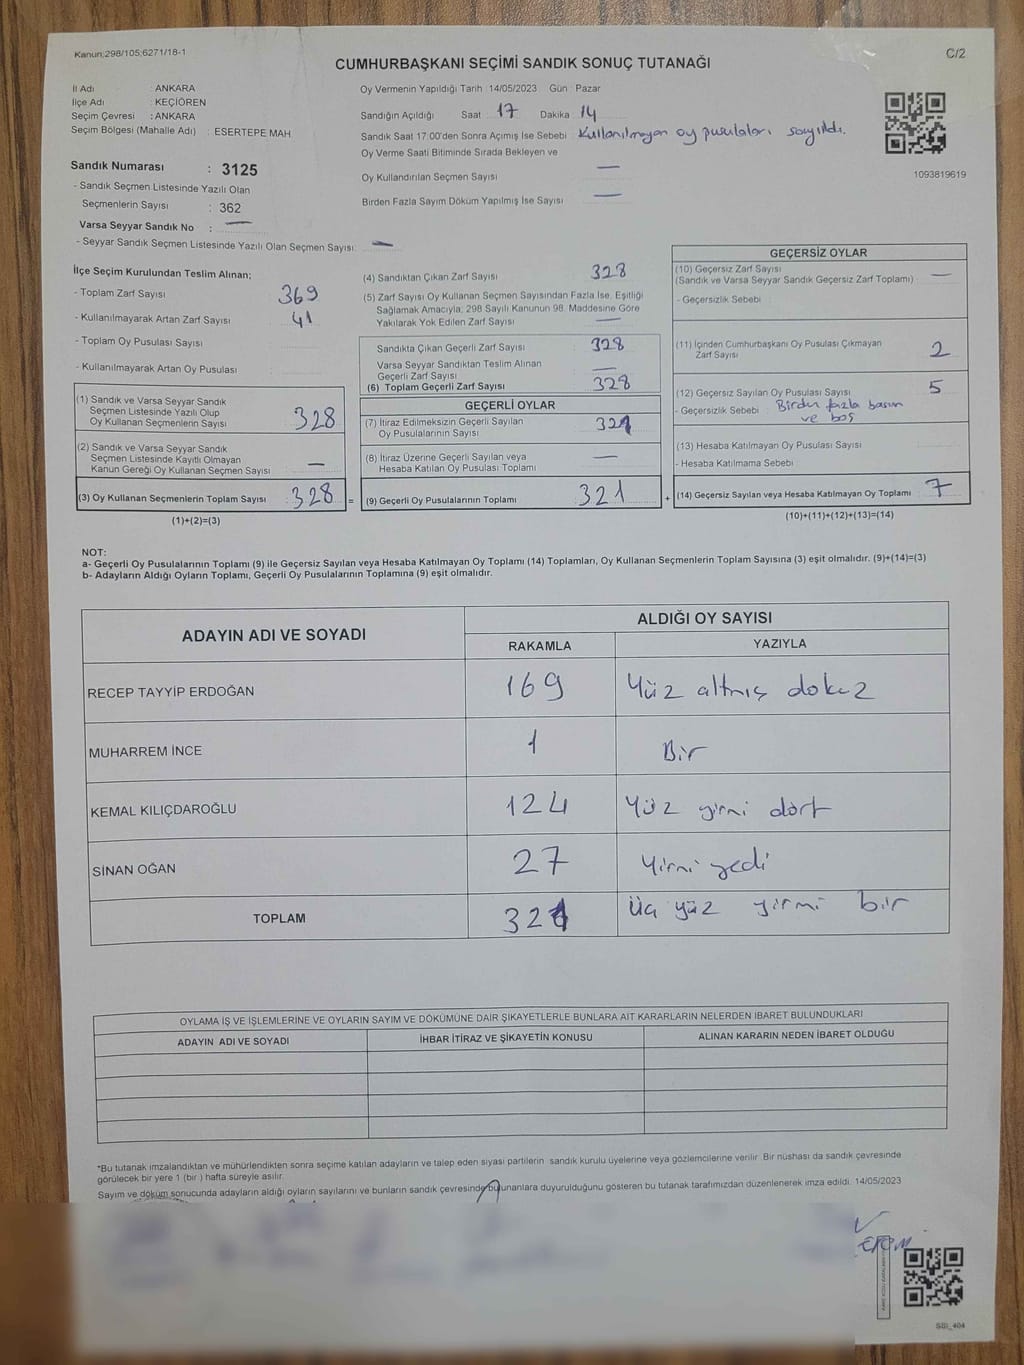 Kanun:298/105;6271/18-1
C/2
CUMHURBAŞKANI SEÇİMİ SANDIK SONUÇ TUTANAĞI
İl Adı : ANKARA
İlçe Adı : KEÇİÖREN
Seçim Çevresi : ANKARA
Seçim Bölgesi (Mahalle Adı) : ESERTEPE MAH.
Sandık Numarası : 3125
- Sandık Seçmen Listesinde Yazılı Olan
Seçmenlerin Sayısı : 362
Varsa Seyyar Sandık No : —
- Seyyar Sandık Seçmen Listesinde Yazılı Olan Seçmen Sayısı: —
Oy Vermenin Yapıldığı Tarih : 14/05/2023 Gün : Pazar
Sandığın Açıldığı Saat 17 Dakika 14
Sandık Saat 17.00'den Sonra Açılmış İse Sebebi Kullanılmayan oy pusulaları sayıldı.
Oy Verme Saati Bitiminde Sırada Bekleyen ve
Oy Kullandırılan Seçmen Sayısı —
Birden Fazla Sayım Döküm Yapılmış İse Sayısı —
1093819619
İlçe Seçim Kurulundan Teslim Alınan;
- Toplam Zarf Sayısı 369
- Kullanılmayarak Artan Zarf Sayısı 41
- Toplam Oy Pusulası Sayısı
- Kullanılmayarak Artan Oy Pusulası
(1) Sandık ve Varsa Seyyar Sandık
Seçmen Listesinde Yazılı Olup
Oy Kullanan Seçmenlerin Sayısı 328
(2) Sandık ve Varsa Seyyar Sandık
Seçmen Listesinde Kayıtlı Olmayan
Kanun Gereği Oy Kullanan Seçmen Sayısı —
(3) Oy Kullanan Seçmenlerin Toplam Sayısı 328 =
(1)+(2)=(3)
(4) Sandıktan Çıkan Zarf Sayısı 328
(5) Zarf Sayısı Oy Kullanan Seçmen Sayısından Fazla İse, Eşitliği
Sağlamak Amacıyla; 298 Sayılı Kanunun 98. Maddesine Göre
Yakılarak Yok Edilen Zarf Sayısı —
Sandıkta Çıkan Geçerli Zarf Sayısı 328
Varsa Seyyar Sandıktan Teslim Alınan
Geçerli Zarf Sayısı —
(6) Toplam Geçerli Zarf Sayısı 328
GEÇERLİ OYLAR
(7) İtiraz Edilmeksizin Geçerli Sayılan
Oy Pusulalarının Sayısı 321
(8) İtiraz Üzerine Geçerli Sayılan veya
Hesaba Katılan Oy Pusulası Toplamı —
(9) Geçerli Oy Pusulalarının Toplamı 321 +
GEÇERSİZ OYLAR
(10) Geçersiz Zarf Sayısı
(Sandık ve Varsa Seyyar Sandık Geçersiz Zarf Toplamı) —
- Geçersizlik Sebebi
(11) İçinden Cumhurbaşkanı Oy Pusulası Çıkmayan
Zarf Sayısı 2
(12) Geçersiz Sayılan Oy Pusulası Sayısı 5
- Geçersizlik Sebebi Birden fazla basım
ve boş
(13) Hesaba Katılmayan Oy Pusulası Sayısı
- Hesaba Katılmama Sebebi
(14) Geçersiz Sayılan veya Hesaba Katılmayan Oy Toplamı 7
(10)+(11)+(12)+(13)=(14)
NOT:
a- Geçerli Oy Pusulalarının Toplamı (9) ile Geçersiz Sayılan veya Hesaba Katılmayan Oy Toplamı (14) Toplamları, Oy Kullanan Seçmenlerin Toplam Sayısına (3) eşit olmalıdır. (9)+(14)=(3)
b- Adayların Aldığı Oyların Toplamı, Geçerli Oy Pusulalarının Toplamına (9) eşit olmalıdır.
ADAYIN ADI VE SOYADI
ALDIĞI OY SAYISI
RAKAMLA YAZIYLA
RECEP TAYYİP ERDOĞAN 169 Yüz altmış dokuz
MUHARREM İNCE 1 Bir
KEMAL KILIÇDAROĞLU 124 Yüz yirmi dört
SİNAN OĞAN 27 Yirmi yedi
TOPLAM 321 Üç yüz yirmi bir
OYLAMA İŞ VE İŞLEMLERİNE VE OYLARIN SAYIM VE DÖKÜMÜNE DAİR ŞİKAYETLERLE BUNLARA AİT KARARLARIN NELERDEN İBARET BULUNDUKLARI
ADAYIN ADI VE SOYADI İHBAR İTİRAZ VE ŞİKAYETİN KONUSU ALINAN KARARIN NEDEN İBARET OLDUĞU
*Bu tutanak imzalandıktan ve mühürlendikten sonra seçime katılan adayların ve talep eden siyasi partilerin sandık kurulu üyelerine veya gözlemcilerine verilir. Bir nüshası da sandık çevresinde
görülecek bir yere 1 (bir) hafta süreyle asılır.
Sayım ve döküm sonucunda adayların aldığı oyların sayılarını ve bunların sandık çevresinde bulunanlara duyurulduğunu gösteren bu tutanak tarafımızdan düzenlenerek imza edildi. 14/05/2023